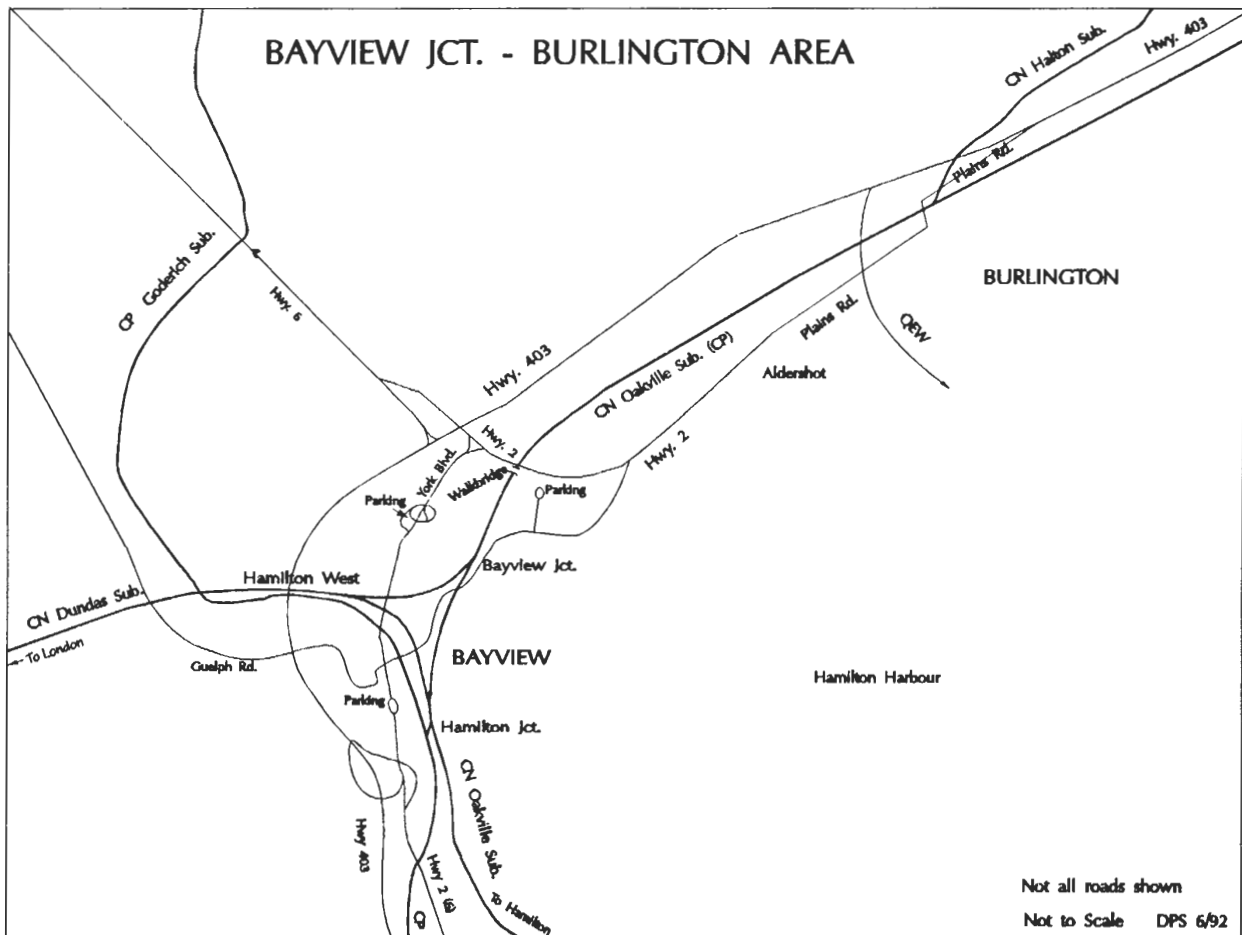 BAYVIEW JCT. - BURLINGTON AREA
CN Halton Sub.
Hwy. 403
Plains Rd.
CP Goderich Sub.
Hwy. 6
BURLINGTON
Plains Rd.
QEW
Hwy. 403
CN Oakville Sub. (CP)
Aldershot
Hwy. 2
Hwy. 2
York Blvd.
Walkbridge
Parking
Parking
Bayview Jct.
Hamilton West
CN Dundas Sub.
To London
Guelph Rd.
BAYVIEW
Hamilton Harbour
Parking
Hamilton Jct.
CN Oakville Sub.
Hwy 403
Hwy 2 (6)
CP
To Hamilton
Not all roads shown
Not to Scale DPS 6/92